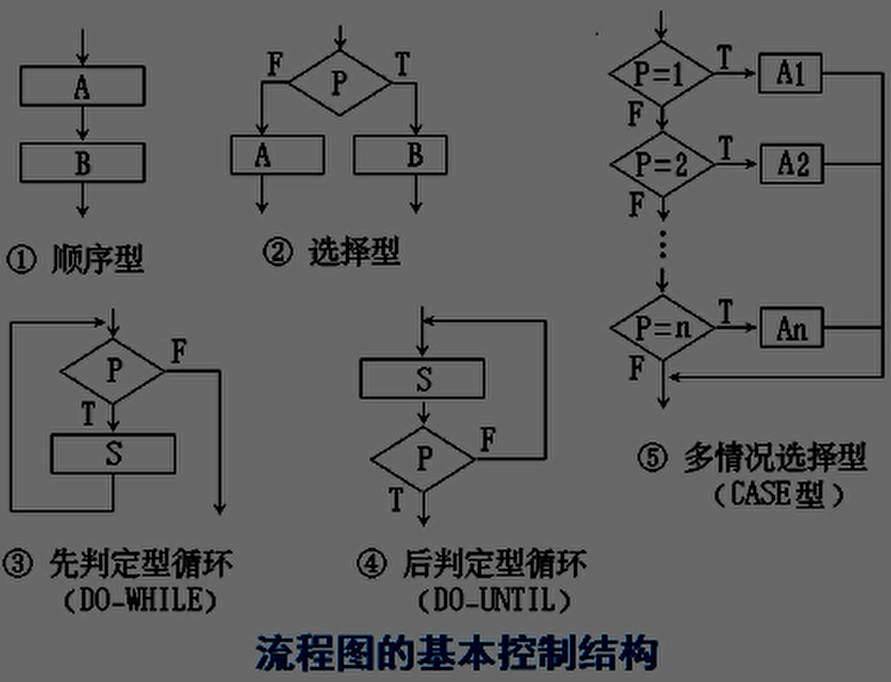 A
B
① 顺序型
F
P
T
A
B
② 选择型
P=1
T
A1
F
P=2
T
A2
F
⋮
P=n
T
An
F
⑤ 多情况选择型
(CASE型)
P
F
T
S
③ 先判定型循环
(DO-WHILE)
S
P
F
T
④ 后判定型循环
(DO-UNTIL)
流程图的基本控制结构